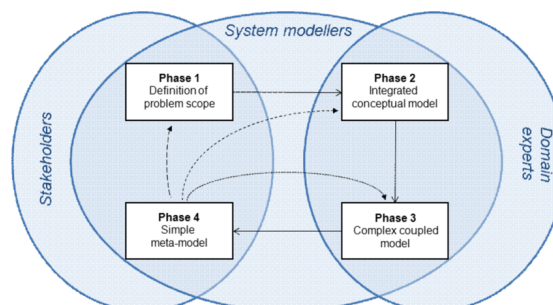 System modellers
Stakeholders
Domain
experts
Phase 1
Definition of
problem scope
Phase 2
Integrated
conceptual model
Phase 4
Simple
meta-model
Phase 3
Complex coupled
model